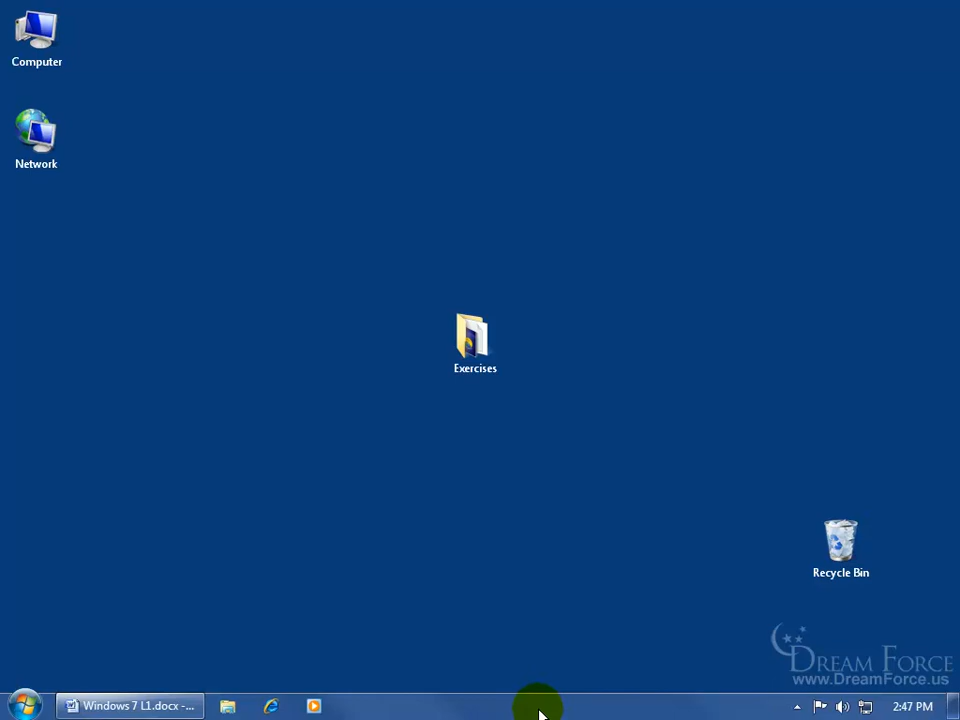 Computer
Network
Exercises
Recycle Bin
DREAM FORCE
www.DreamForce.us
Windows 7 L1.docx -...
2:47 PM